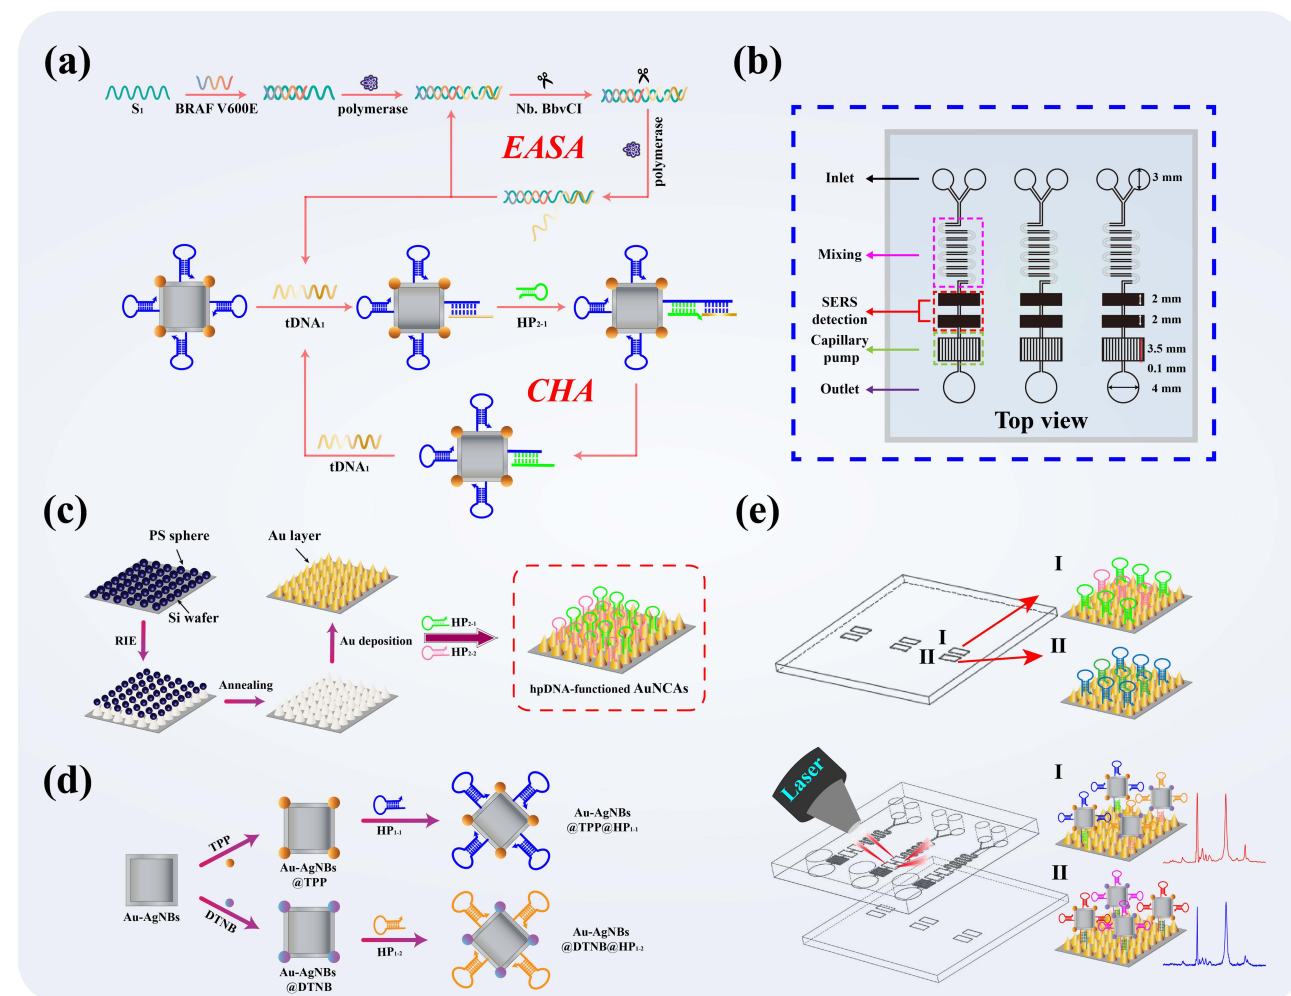 (a)
S1
BRAF V600E
polymerase
Nb. BbvCI
polymerase
EASA
tDNA1
HP2-1
CHA
tDNA1
(b)
Inlet
3 mm
Mixing
SERS
detection
2 mm
2 mm
Capillary
pump
3.5 mm
0.1 mm
Outlet
4 mm
Top view
(c)
PS sphere
Si wafer
RIE
Annealing
Au layer
Au deposition
HP2-1
HP2-2
hpDNA-functioned AuNCAs
(d)
Au-AgNBs
TPP
DTNB
Au-AgNBs
@TPP
HP1-1
Au-AgNBs
@TPP@HP1-1
Au-AgNBs
@DTNB
HP1-2
Au-AgNBs
@DTNB@HP1-2
(e)
I
II
I
II
Laser
I
II